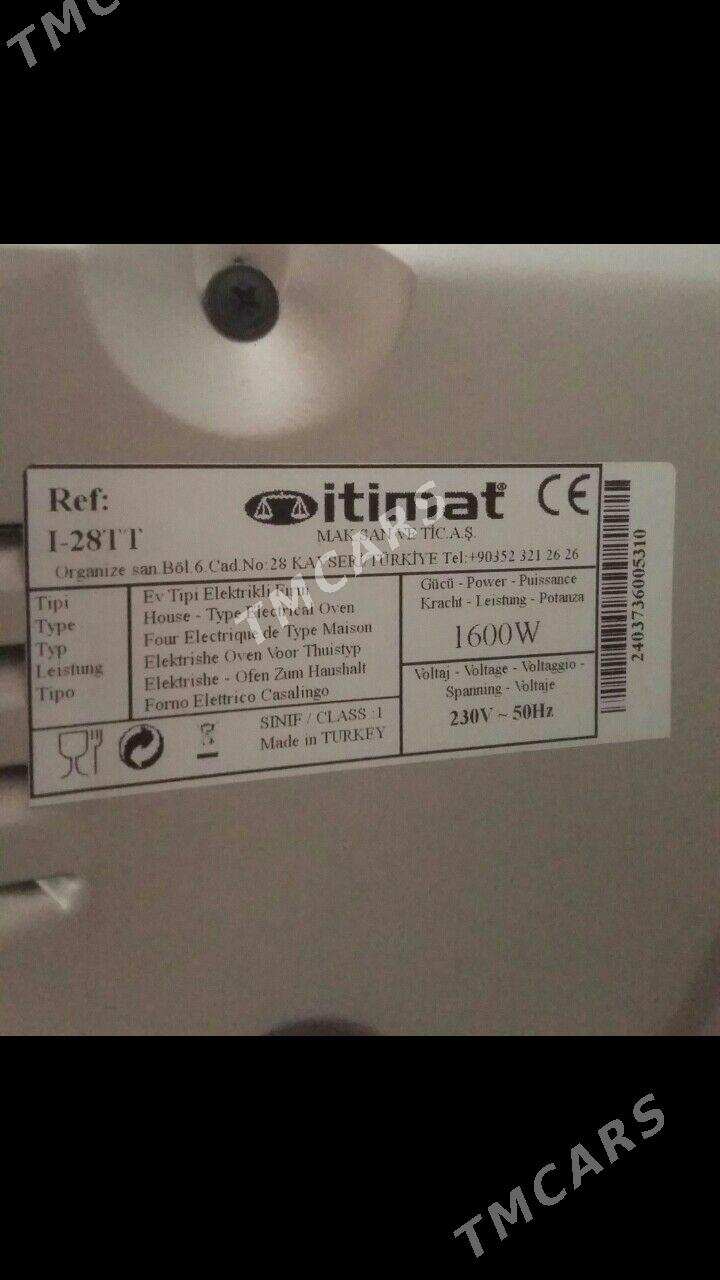 TMCARS
Ref:
I-28TT
itimat®
CE
MAK.SAN.VE TİC.A.Ş.
Organize san.Böl.6.Cad.No:28 KAYSERİ/TÜRKİYE Tel:+90352 321 26 26
Tipi
Type
Typ
Leistung
Tipo
Ev Tipi Elektrikli Fırın
House - Type Electrical Oven
Four Electrique de Type Maison
Elektrishe Oven Voor Thuistyp
Elektrishe - Ofen Zum Haushalt
Forno Elettrico Casalingo
Gücü - Power - Puissance
Kracht - Leistung - Potanza
1600W
Voltaj - Voltage - Voltaggio -
Spanning - Voltaje
230V ~ 50Hz
SINIF / CLASS :1
Made in TURKEY
2403736005310
TMCARS
TMCARS